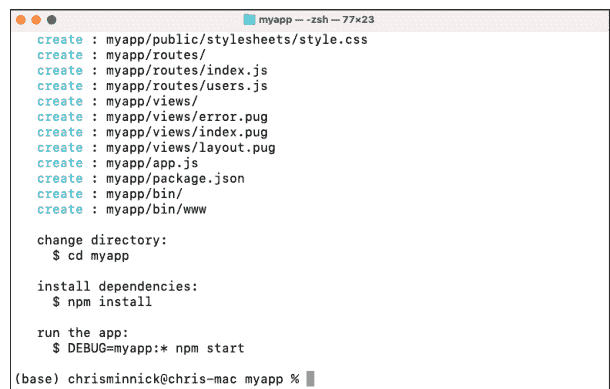 myapp — -zsh — 77×23
create : myapp/public/stylesheets/style.css
create : myapp/routes/
create : myapp/routes/index.js
create : myapp/routes/users.js
create : myapp/views/
create : myapp/views/error.pug
create : myapp/views/index.pug
create : myapp/views/layout.pug
create : myapp/app.js
create : myapp/package.json
create : myapp/bin/
create : myapp/bin/www
change directory:
$ cd myapp
install dependencies:
$ npm install
run the app:
$ DEBUG=myapp:* npm start
(base) chrisminnick@chris-mac myapp %